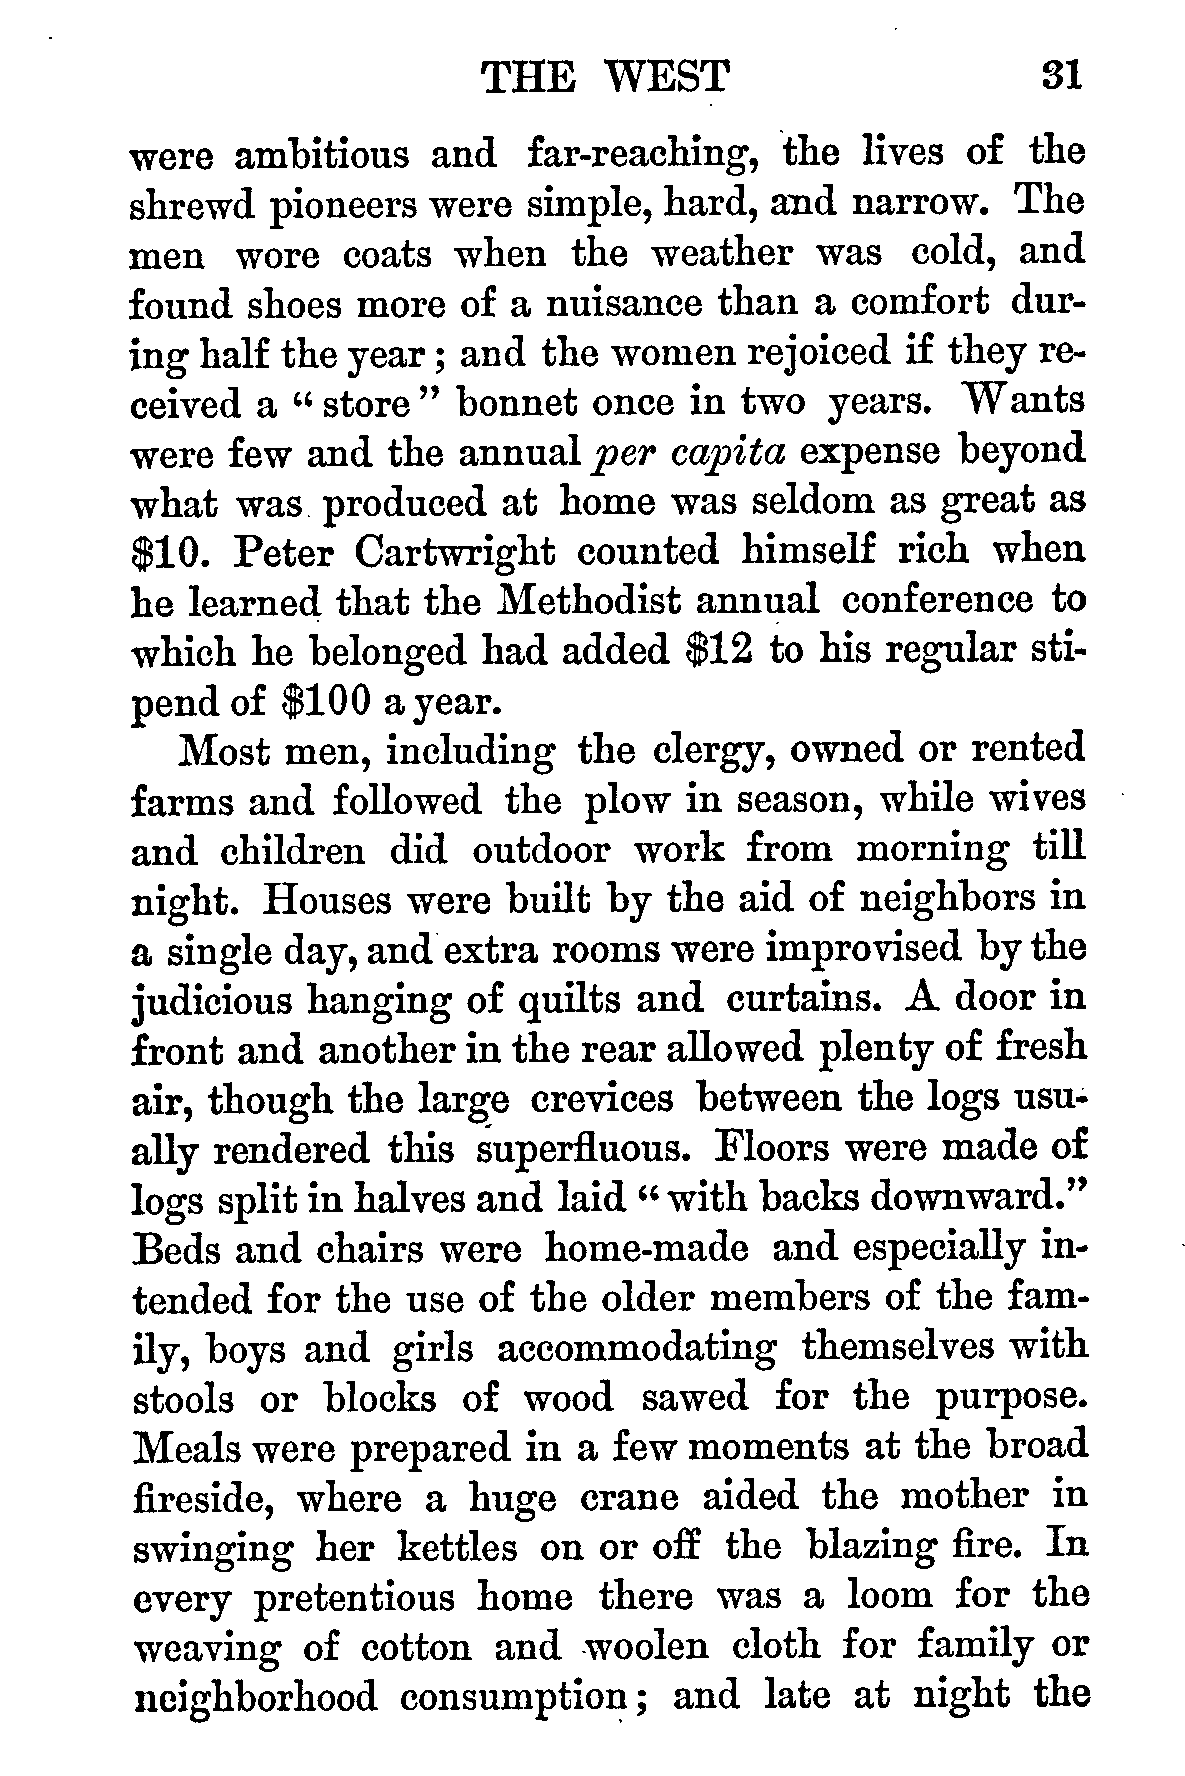 THE WEST 31
were ambitious and far-reaching, the lives of the
shrewd pioneers were simple, hard, and narrow. The
men wore coats when the weather was cold, and
found shoes more of a nuisance than a comfort dur-
ing half the year; and the women rejoiced if they re-
ceived a "store" bonnet once in two years. Wants
were few and the annual per capita expense beyond
what was produced at home was seldom as great as
$10. Peter Cartwright counted himself rich when
he learned that the Methodist annual conference to
which he belonged had added $12 to his regular sti-
pend of $100 a year.
Most men, including the clergy, owned or rented
farms and followed the plow in season, while wives
and children did outdoor work from morning till
night. Houses were built by the aid of neighbors in
a single day, and extra rooms were improvised by the
judicious hanging of quilts and curtains. A door in
front and another in the rear allowed plenty of fresh
air, though the large crevices between the logs usu-
ally rendered this superfluous. Floors were made of
logs split in halves and laid "with backs downward."
Beds and chairs were home-made and especially in-
tended for the use of the older members of the fam-
ily, boys and girls accommodating themselves with
stools or blocks of wood sawed for the purpose.
Meals were prepared in a few moments at the broad
fireside, where a huge crane aided the mother in
swinging her kettles on or off the blazing fire. In
every pretentious home there was a loom for the
weaving of cotton and woolen cloth for family or
neighborhood consumption; and late at night the